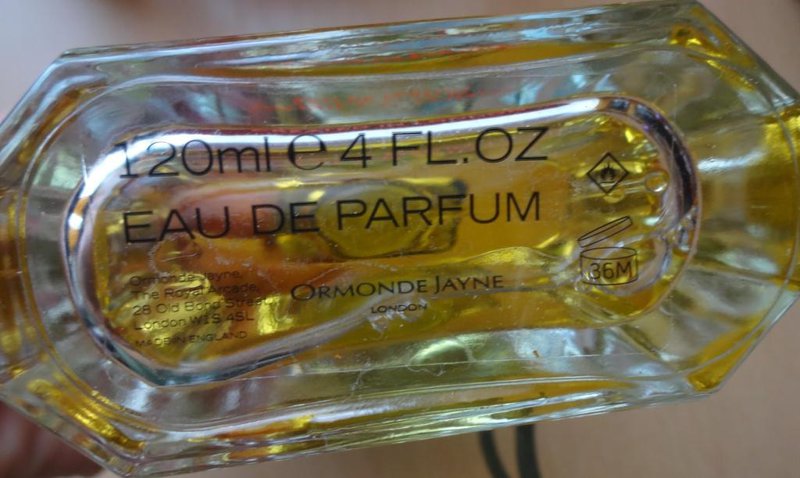 120ml e 4 FL.OZ
EAU DE PARFUM
Ormonde Jayne,
The Royal Arcade,
28 Old Bond Street
London W1S 4SL
MADE IN ENGLAND
ORMONDE JAYNE
LONDON
36M